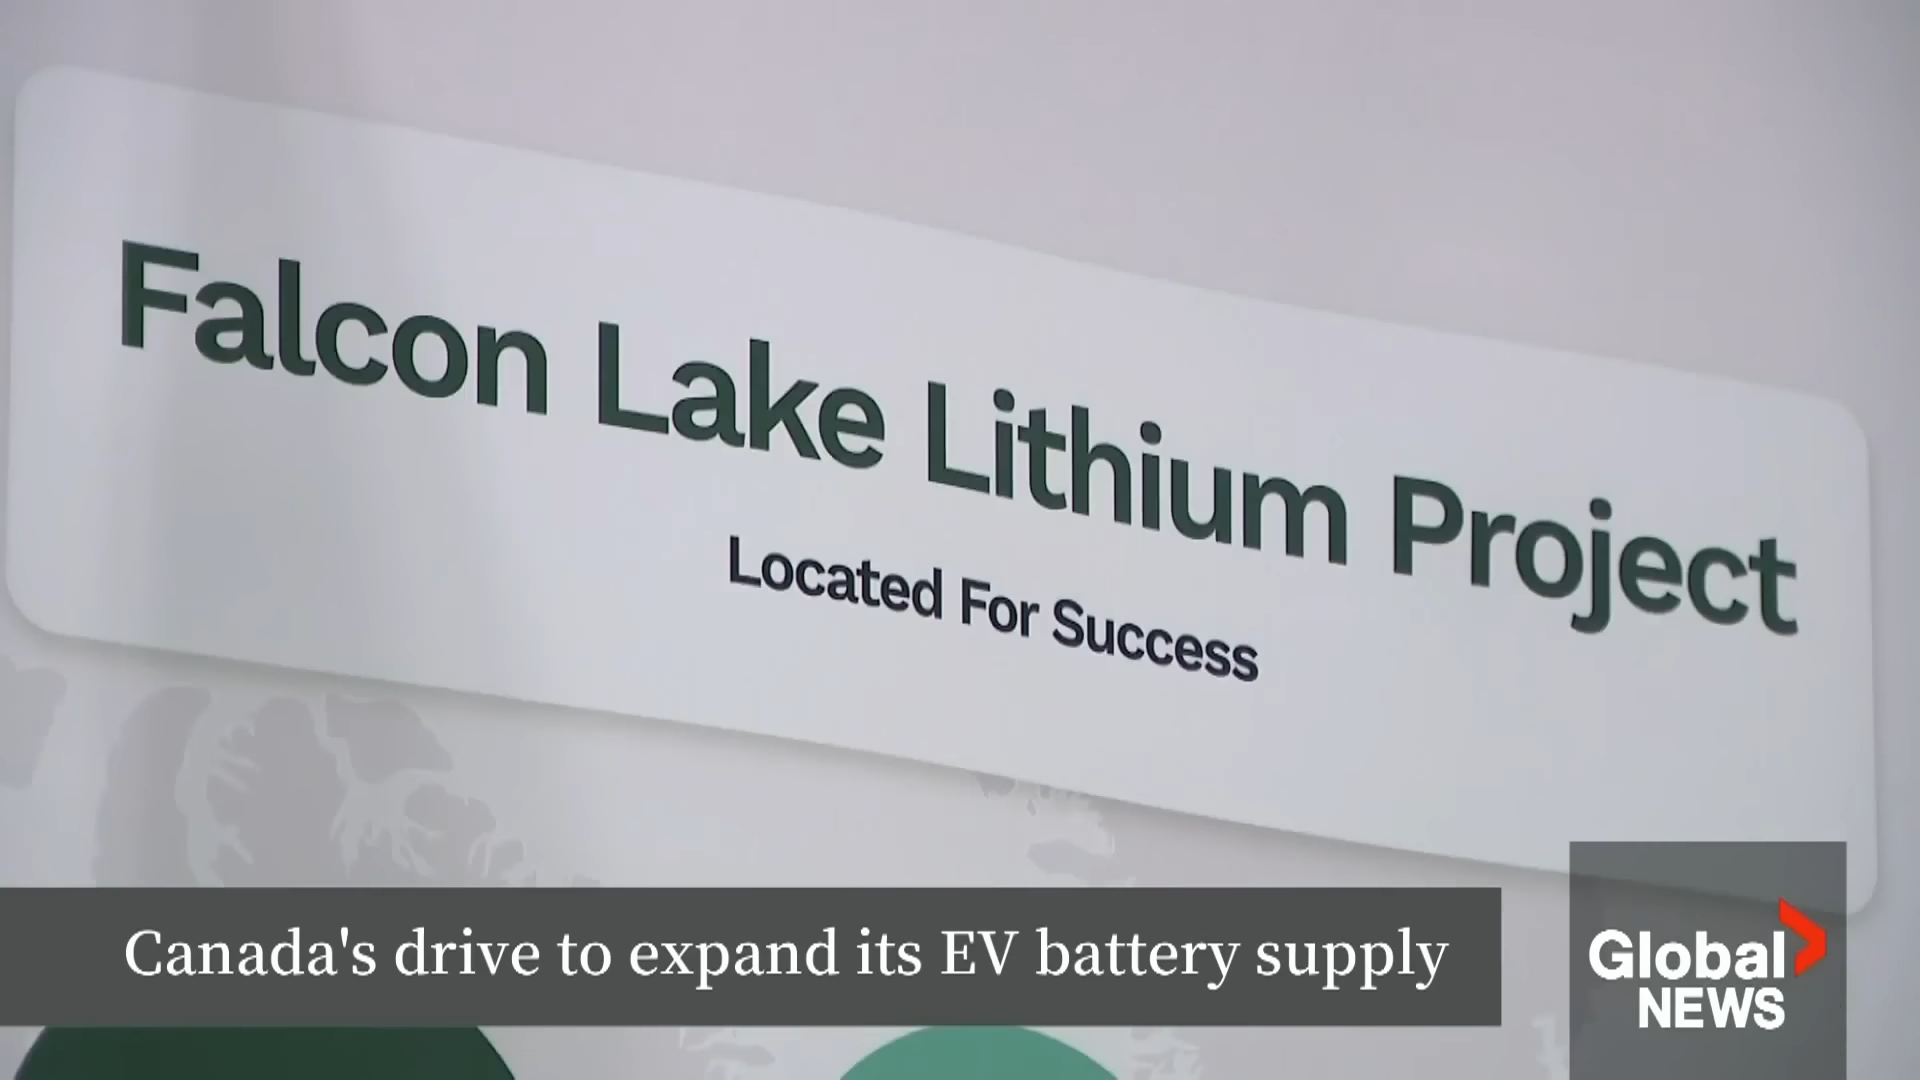 Falcon Lake Lithium Project
Located For Success
Canada's drive to expand its EV battery supply
Global
NEWS